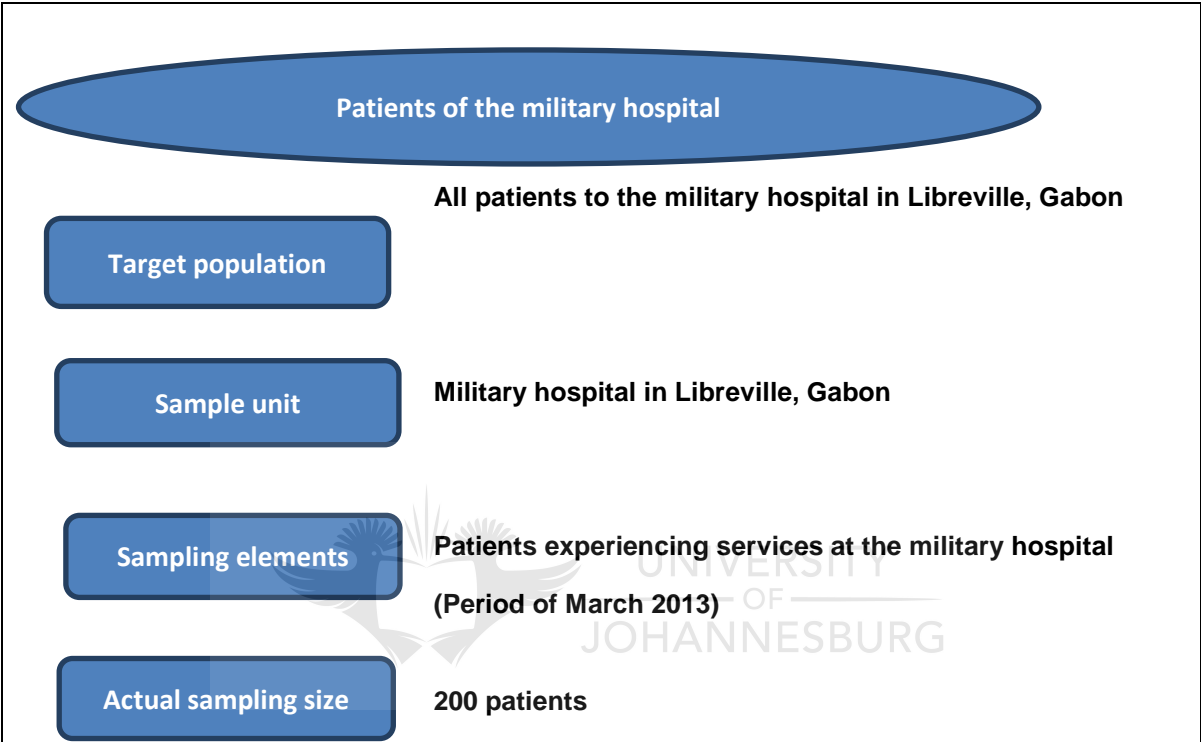 Patients of the military hospital
All patients to the military hospital in Libreville, Gabon
Target population
Sample unit
Military hospital in Libreville, Gabon
Sampling elements
Patients experiencing services at the military hospital
(Period of March 2013)
UNIVERSITY
OF
JOHANNESBURG
Actual sampling size
200 patients